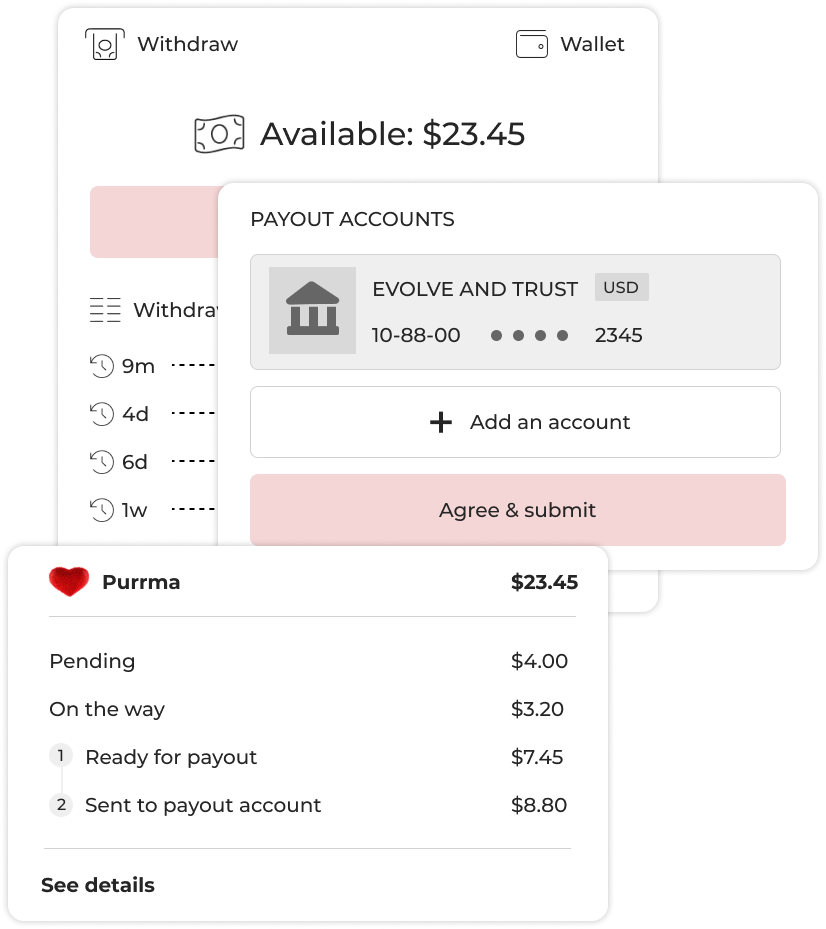 Withdraw
Wallet
Available: $23.45
PAYOUT ACCOUNTS
EVOLVE AND TRUST USD
10-88-00 2345
Add an account
Agree & submit
9m
4d
6d
1w
Purrma $23.45
Pending $4.00
On the way $3.20
1 Ready for payout $7.45
2 Sent to payout account $8.80
See details